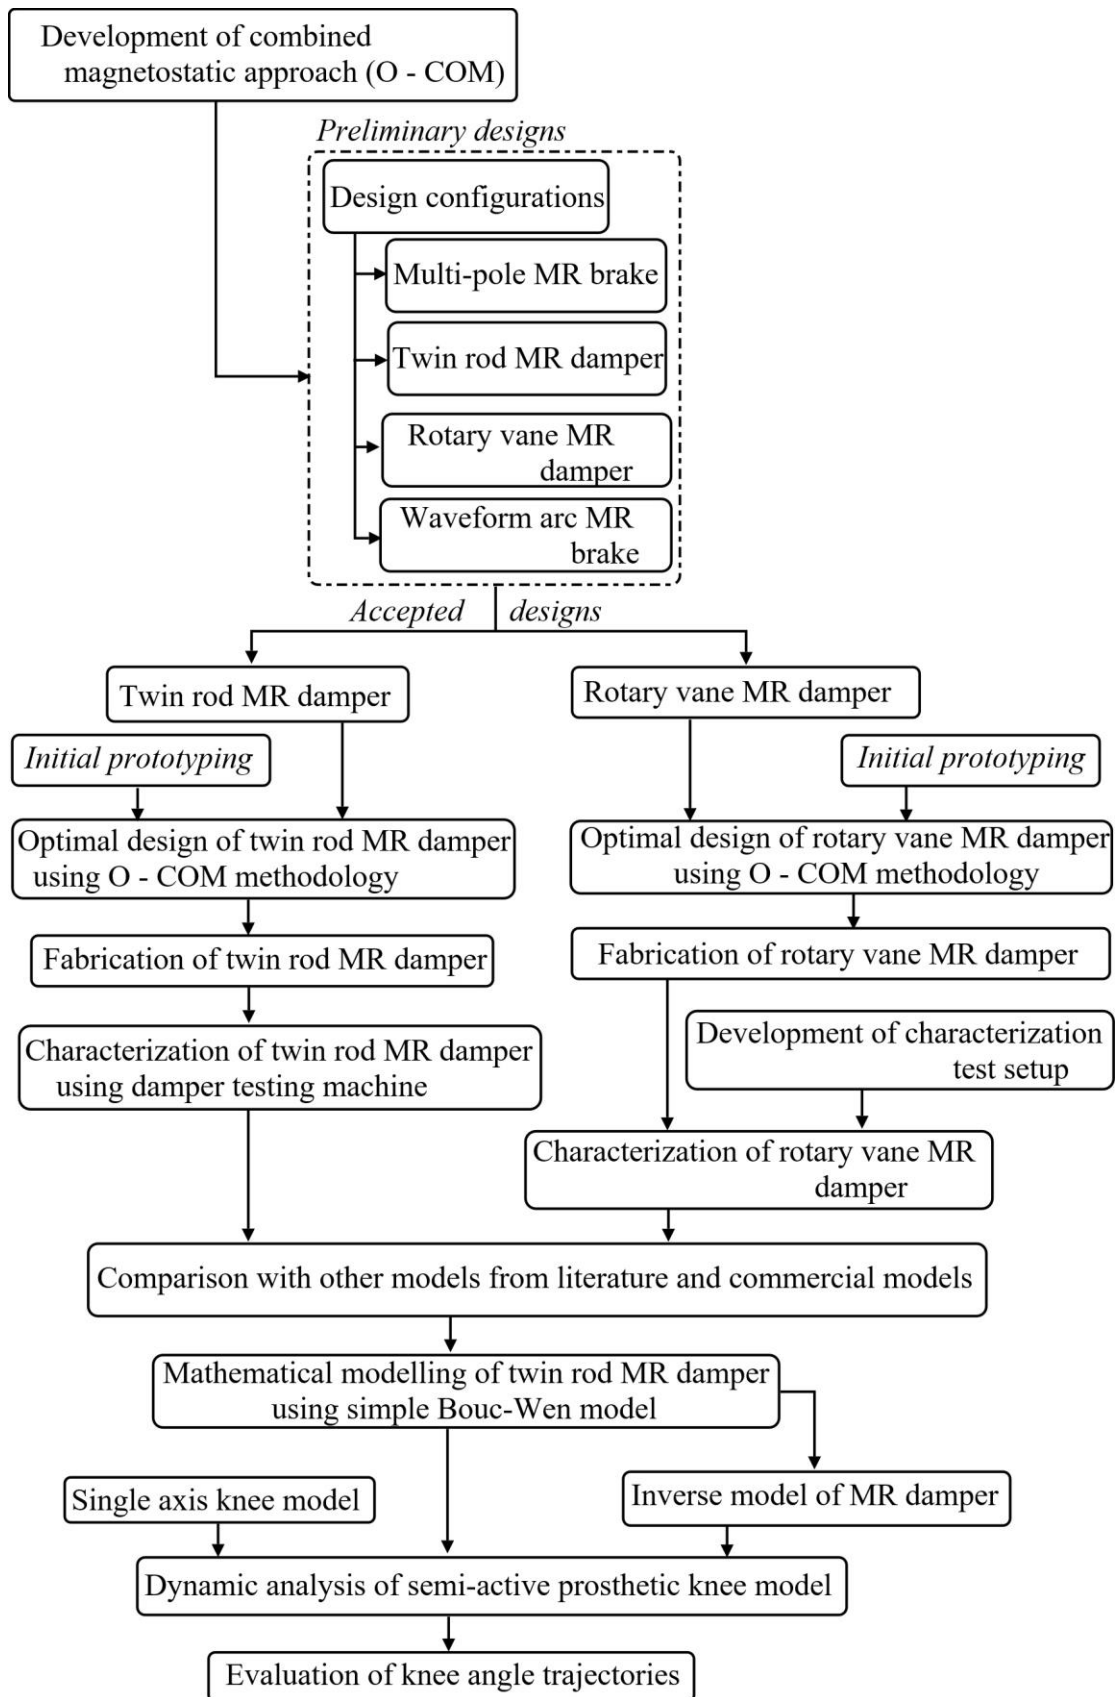 Development of combined
magnetostatic approach (O - COM)
Preliminary designs
Design configurations
Multi-pole MR brake
Twin rod MR damper
Rotary vane MR
damper
Waveform arc MR
brake
Accepted designs
Twin rod MR damper
Rotary vane MR damper
Initial prototyping
Initial prototyping
Optimal design of twin rod MR damper
using O - COM methodology
Optimal design of rotary vane MR damper
using O - COM methodology
Fabrication of twin rod MR damper
Fabrication of rotary vane MR damper
Characterization of twin rod MR damper
using damper testing machine
Development of characterization
test setup
Characterization of rotary vane MR
damper
Comparison with other models from literature and commercial models
Mathematical modelling of twin rod MR damper
using simple Bouc-Wen model
Single axis knee model
Inverse model of MR damper
Dynamic analysis of semi-active prosthetic knee model
Evaluation of knee angle trajectories